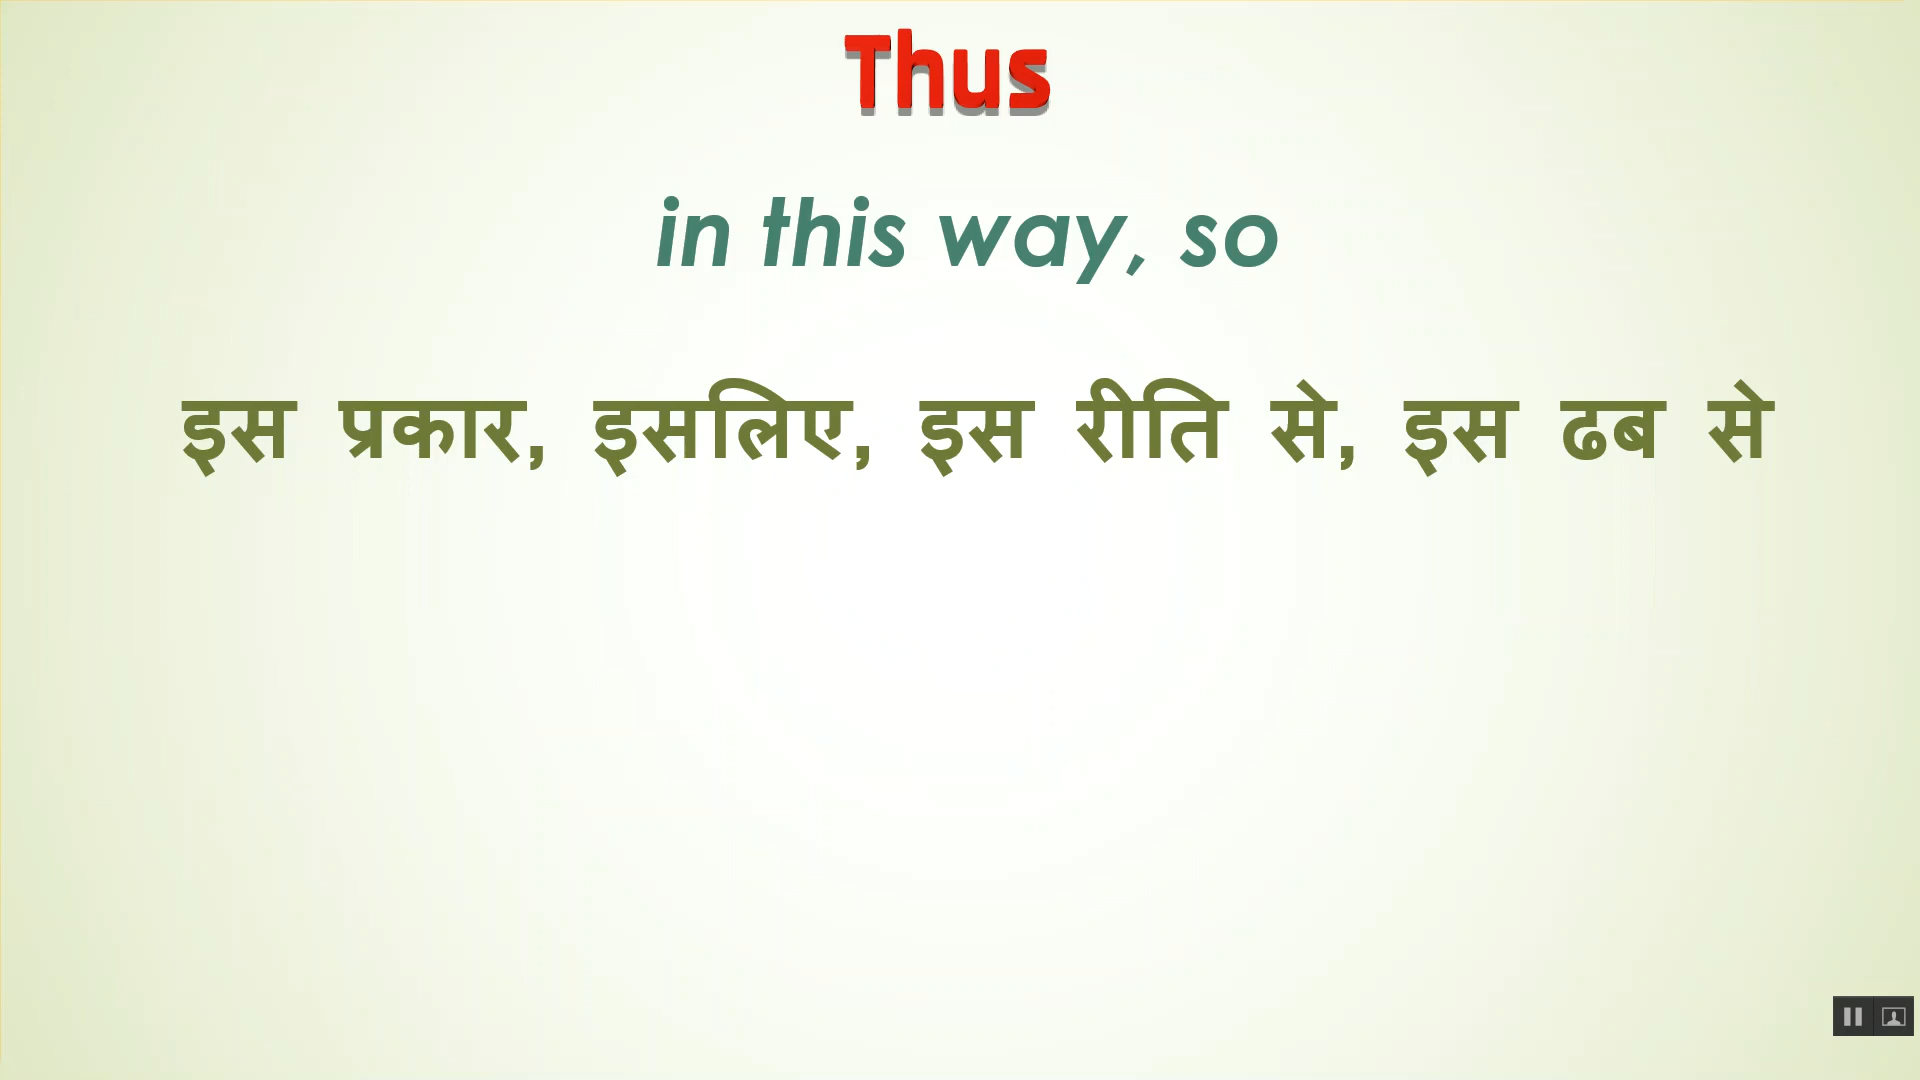 Thus
in this way, so
इस प्रकार, इसलिए, इस रीति से, इस ढब से